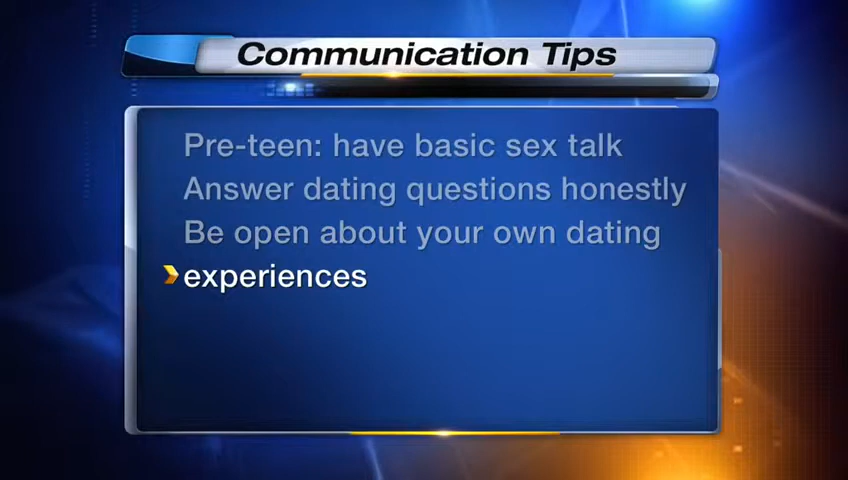 Communication Tips
Pre-teen: have basic sex talk
Answer dating questions honestly
Be open about your own dating
experiences